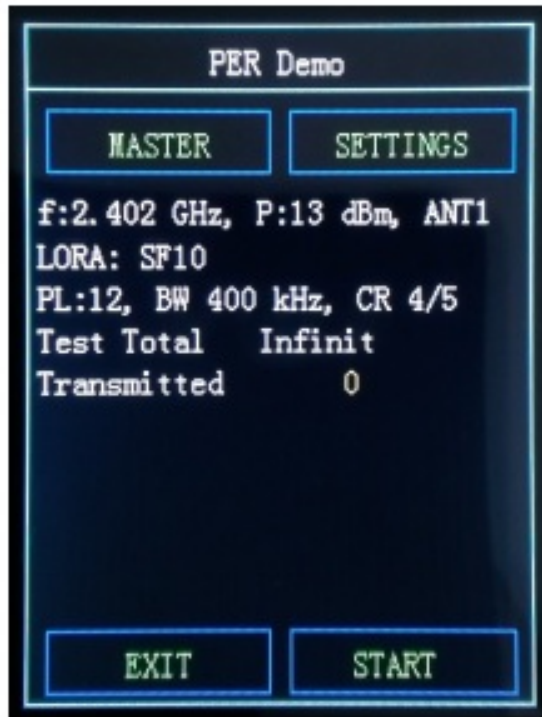 PER Demo
MASTER SETTINGS
f:2.402 GHz, P:13 dBm, ANT1
LORA: SF10
PL:12, BW 400 kHz, CR 4/5
Test Total Infinit
Transmitted 0
EXIT START